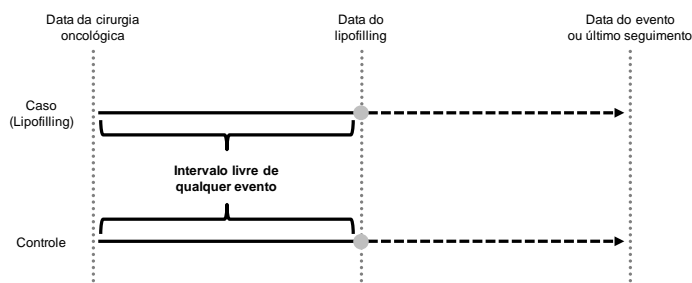 Data da cirurgia
oncológica
Data do
lipofilling
Data do evento
ou último seguimento
Caso
(Lipofilling)
Intervalo livre de
qualquer evento
Controle